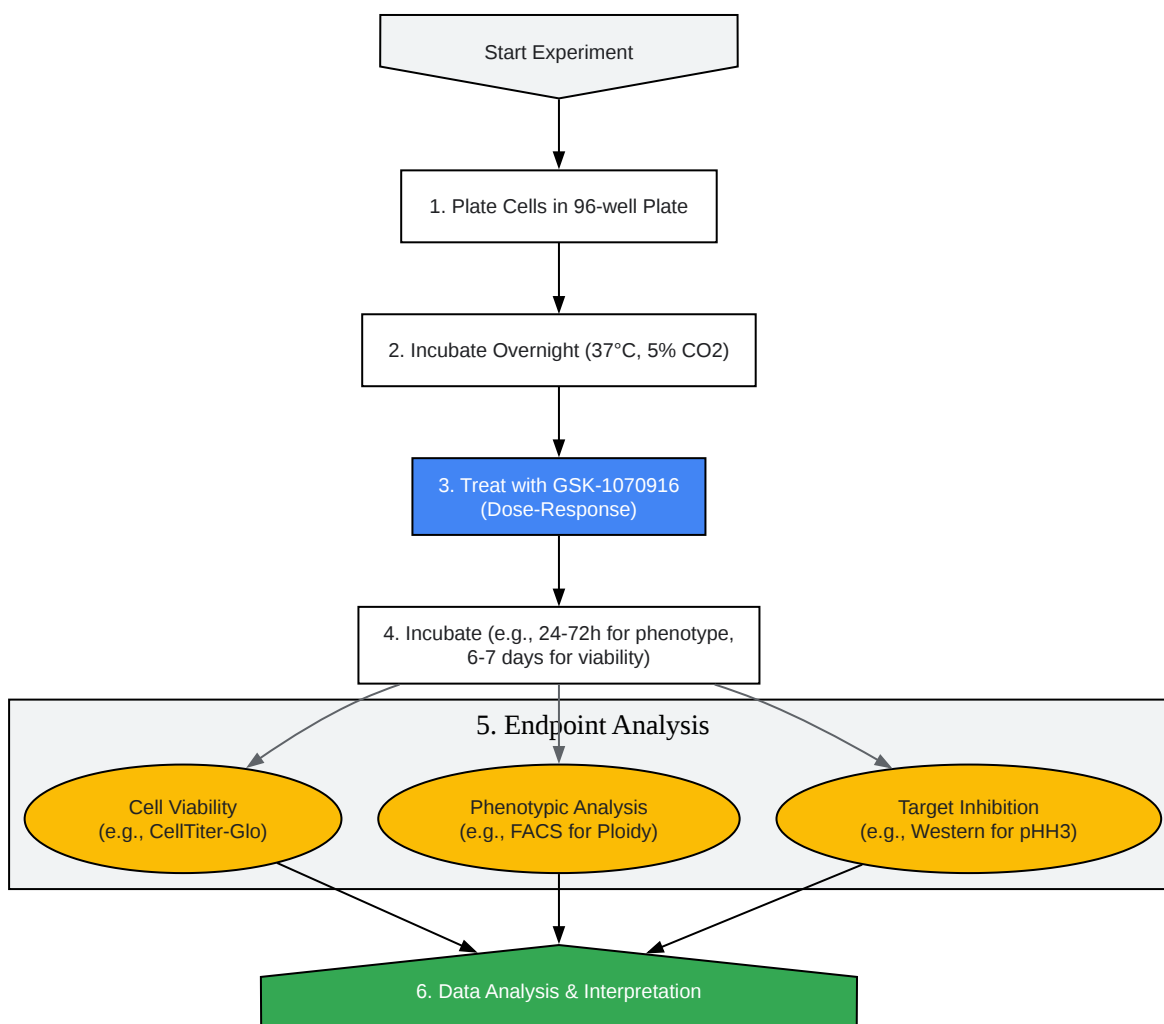 Start Experiment
1. Plate Cells in 96-well Plate
2. Incubate Overnight (37°C, 5% CO2)
3. Treat with GSK-1070916
(Dose-Response)
4. Incubate (e.g., 24-72h for phenotype,
6-7 days for viability)
5. Endpoint Analysis
Cell Viability
(e.g., CellTiter-Glo)
Phenotypic Analysis
(e.g., FACS for Ploidy)
Target Inhibition
(e.g., Western for pHH3)
6. Data Analysis & Interpretation